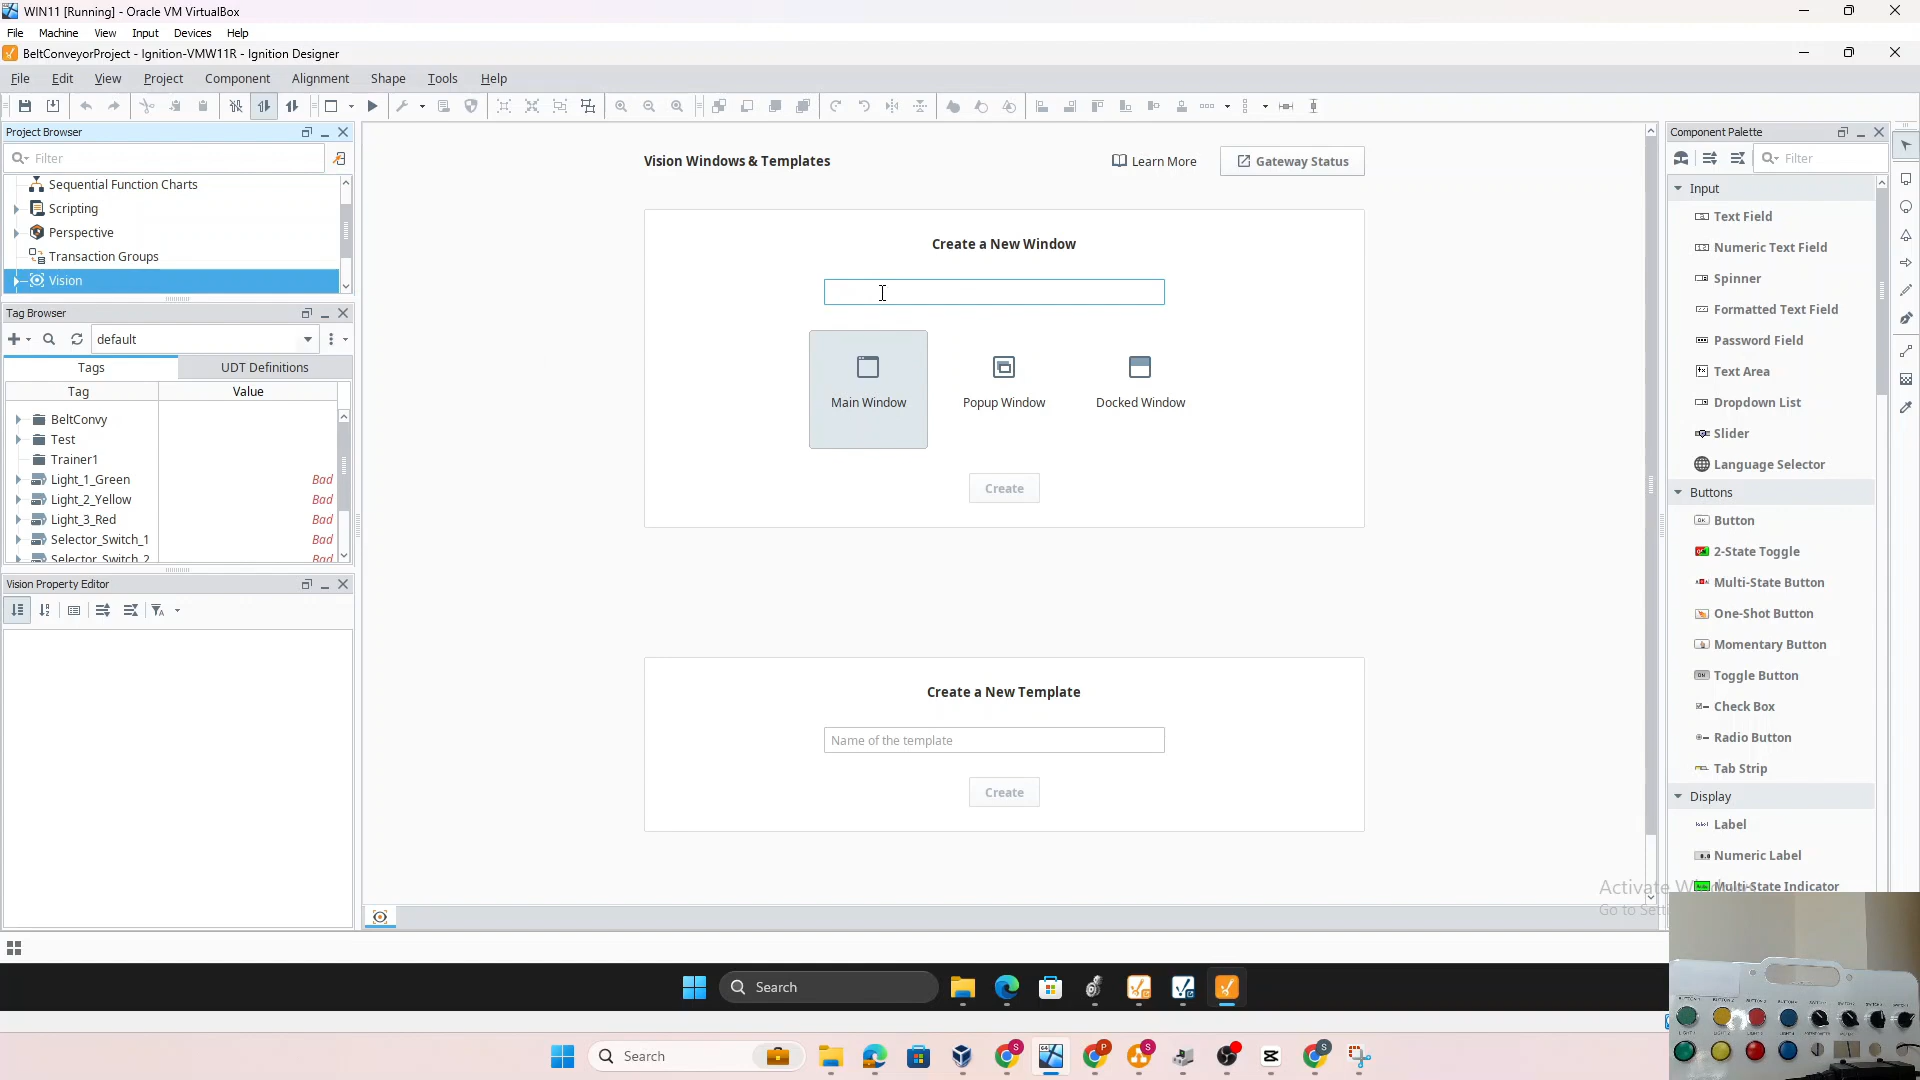 WIN11 [Running] - Oracle VM VirtualBox
File Machine View Input Devices Help
BeltConveyorProject - Ignition-VMW11R - Ignition Designer
File Edit View Project Component Alignment Shape Tools Help
Project Browser
Filter
Sequential Function Charts
Scripting
Perspective
Transaction Groups
Vision
Tag Browser
default
Tags UDT Definitions
Tag Value
BeltConvy
Test
Trainer1
Light_1_Green Bad
Light_2_Yellow Bad
Light_3_Red Bad
Selector_Switch_1 Bad
Selector_Switch_2 Bad
Vision Property Editor
Vision Windows & Templates
Learn More
Gateway Status
Create a New Window
Main Window
Popup Window
Docked Window
Create
Create a New Template
Name of the template
Create
Component Palette
Filter
Input
Text Field
Numeric Text Field
Spinner
Formatted Text Field
Password Field
Text Area
Dropdown List
Slider
Language Selector
Buttons
Button
2-State Toggle
Multi-State Button
One-Shot Button
Momentary Button
Toggle Button
Check Box
Radio Button
Tab Strip
Display
Label
Numeric Label
Multi-State Indicator
Search
Search